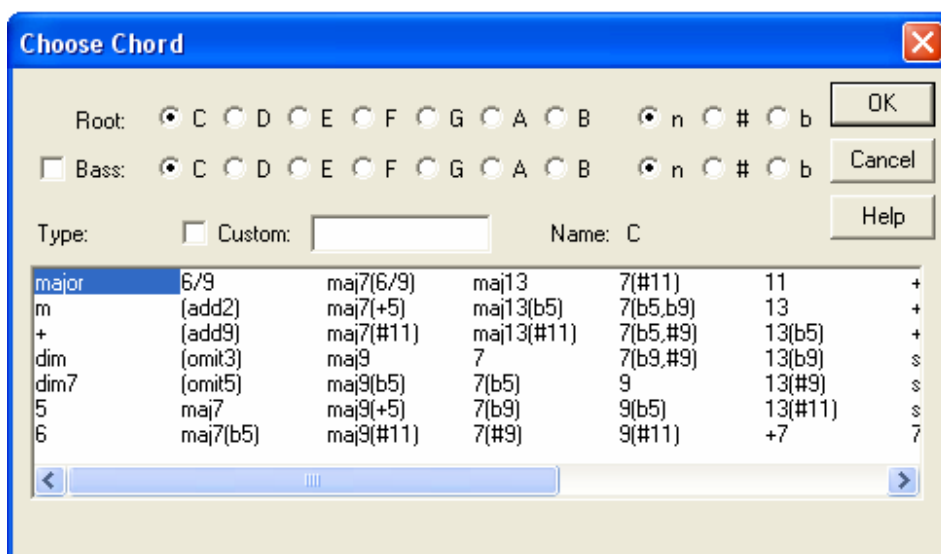 Choose Chord
Root: C D E F G A B n # b OK
Bass: C D E F G A B n # b Cancel
Type: Custom: Name: C Help
major 6/9 maj7(6/9) maj13 7(#11) 11 +
m (add2) maj7(+5) maj13(b5) 7(b5,b9) 13 +
+ (add9) maj7(#11) maj13(#11) 7(b5,#9) 13(b5) +
dim (omit3) maj9 7 7(b9,#9) 13(b9) s
dim7 (omit5) maj9(b5) 7(b5) 9 13(#9) s
5 maj7 maj9(+5) 7(b9) 9(b5) 13(#11) s
6 maj7(b5) maj9(#11) 7(#9) 9(#11) +7 7